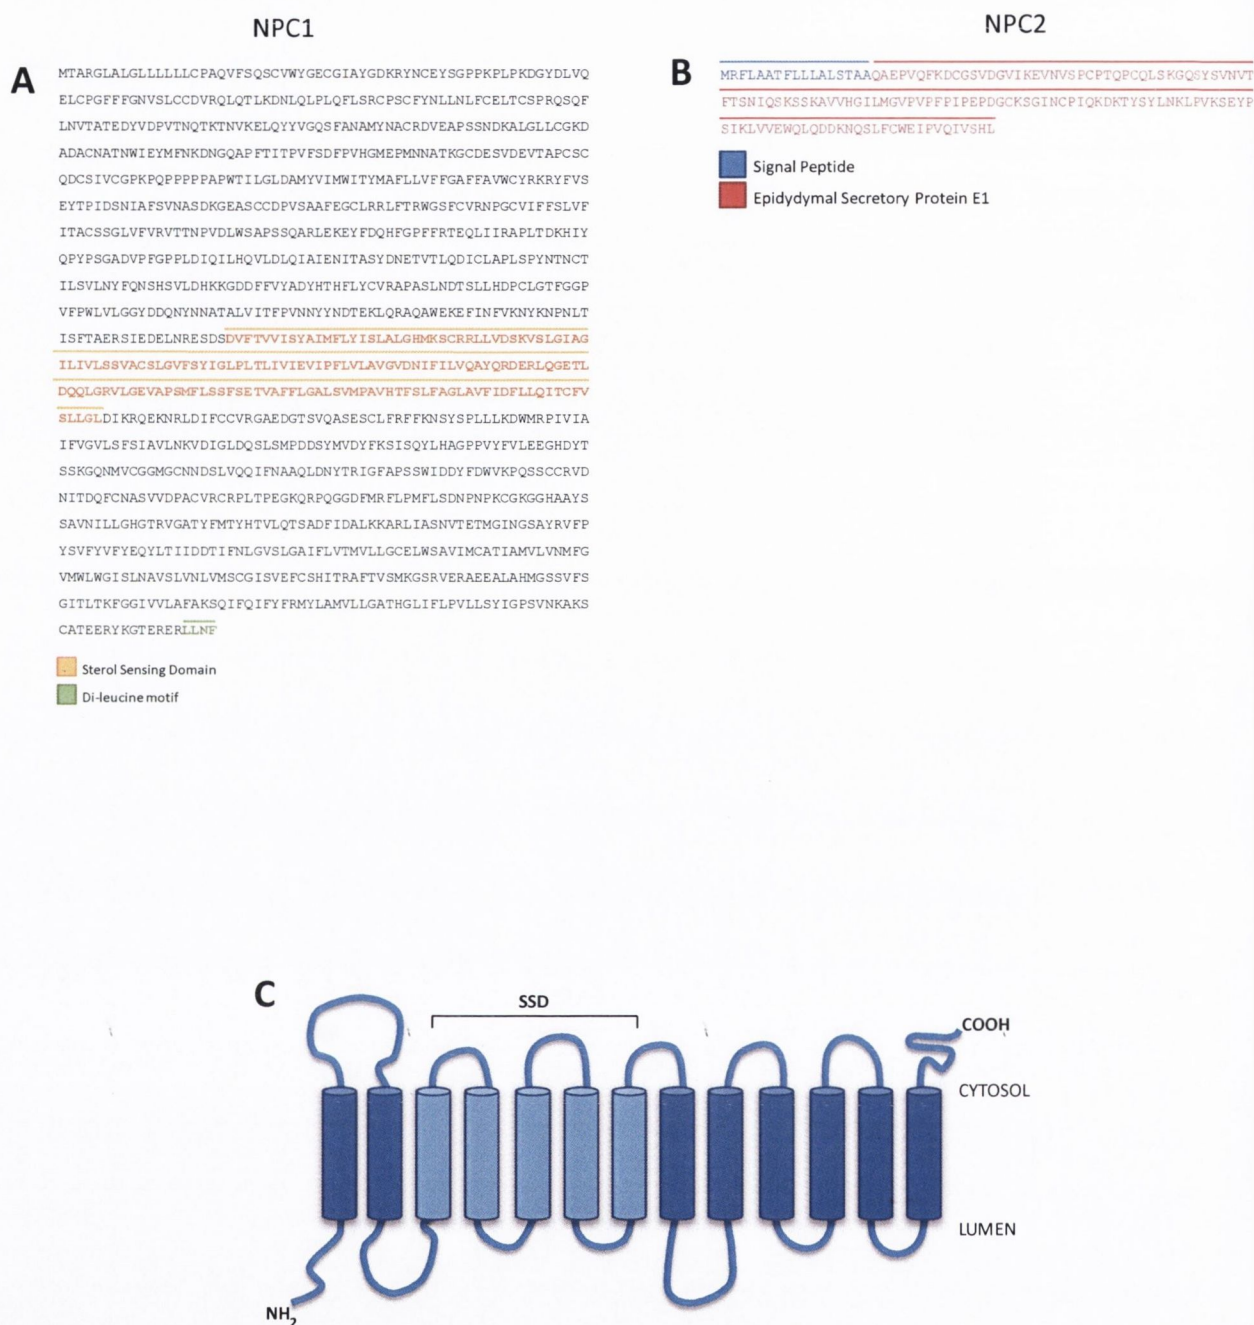 NPC1
A
MTARGLALGLLLLLLCPAQVFSQSCVWYGECGIAYGDKRYNCEYSGPPKPLPKDGYDLVQ
ELCPGFFFGNVSLCCDVRQLQTLKDNLQLPLQFLSRCPSCFYNLLNLFCELTCSPRQSQF
LNVTATEDYVDPVTNQTKTNVKELQYYVGQSFANAMYNACRDVEAPSSNDKALGLLCGKD
ADACNATNWIEYMFNKDNGQAPFTITPVFSDFPVHGMEPMNNATKGCDESVDEVTAPCSC
QDCSIVCGPKPQPPPPPAPWTILGLDAMYVIMWITYMAFLLVFFGAFFAVWCYRKRYFVS
EYTPIDSNIAFSVNASDKGEASCCDPVSAAFEGCLRRLFTRWGSFCVRNPGCVIFFSLVF
ITACSSGLVFVRVTTNPVDLWSAPSSQARLEKEYFDQHFGPFFRTEQLIIRAPLTDKHIY
QPYPSGADVPFGPPLDIQILHQVLDLQIAIENITASYDNETVTLQDICLAPLSPYNTNCT
ILSVLNYFQNSHSVLDHKKGDDFFVYADYHTHFLYCVRAPASLNDTSLLHDPCLGTFGGP
VFPWLVLGGYDDQNYNNATALVITFPVNNYYNDTEKLQRAQAWEKEFINFVKNYKNPNLT
ISFTAERSIEDELNRESDSDVFTVVISYAIMFLYISLALGHMKSCRRLLVDSKVSLGIAG
ILIVLSSVACSLGVFSYIGLPLTLIVIEVIPFLVLAVGVDNIFILVQAYQRDERLQGETL
DQQLGRVLGEVAPSMFLSSFSETVAFFLGALSVMPAVHTFSLFAGLAVFIDFLLQITCFV
SLLGLDIKRQEKNRLDIFCCVRGAEDGTSVQASESCLFRFFKNSYSPLLLKDWMRPIVIA
IFVGVLSFSIAVLNKVDIGLDQSLSMPDDSYMVDYFKSISQYLHAGPPVYFVLEEGHDYT
SSKGQNMVCGGMGCNNDSLVQQIFNAAQLDNYTRIGFAPSSWIDDYFDWVKPQSSCCRVD
NITDQFCNASVVDPACVRCRPLTPEGKQRPQGGDFMRFLPMFLSDNPNPKCGKGGHAAYS
SAVNILLGHGTRVGATYFMTYHTVLQTSADFIDALKKARLIASNVTETMGINGSAYRVFP
YSVFYVFYEQYLTIIDDTIFNLGVSLGAIFLVTMVLLGCELWSAVIMCATIAMVLVNMFG
VMWLWGISLNAVSLVNLVMSCGISVEFCSHITRAFTVSMKGSRVERAEEALAHMGSSVFS
GITLTKFGGIVVLAFAKSQIFQIFYFRMYLAMVLLGATHGLIFLPVLLSYIGPSVNKAKS
CATEERYKGTERERLLNF
Sterol Sensing Domain
Di-leucine motif
NPC2
B
MRFLAATFLLLALSTAAQAEPVQFKDCGSVDGVIKEVNVSPCPTQPCQLSKGQSYSVNVT
FTSNIQSKSSKAVVHGILMGVPVPFPIPEPDGCKSGINCPIQKDKTYSYLNKLPVKSEYP
SIKLVVEWQLQDDKNQSLFCWEIPVQIVSHL
Signal Peptide
Epidydymal Secretory Protein E1
C
SSD
COOH
CYTOSOL
LUMEN
NH2